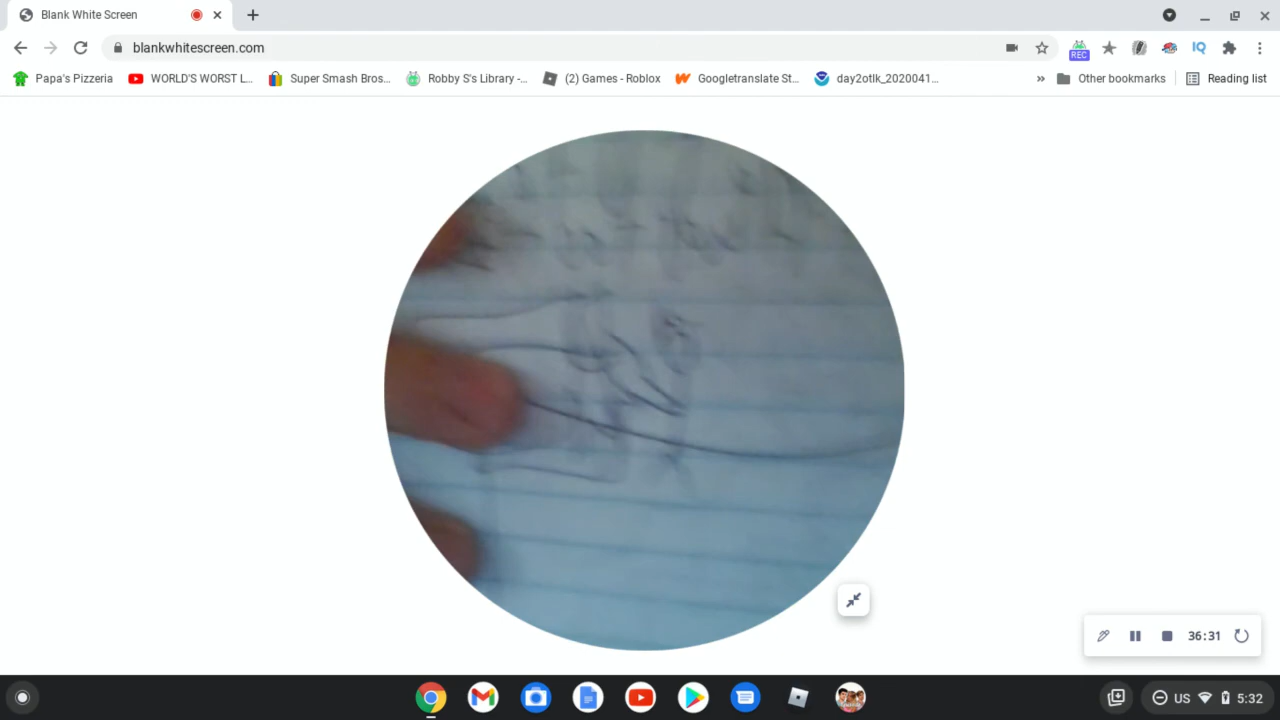 Blank White Screen
blankwhitescreen.com
REC
IQ
Papa's Pizzeria
WORLD'S WORST L...
Super Smash Bros...
Robby S's Library -...
(2) Games - Roblox
Googletranslate St...
day2otlk_2020041...
»
Other bookmarks
Reading list
36:31
US
5:32